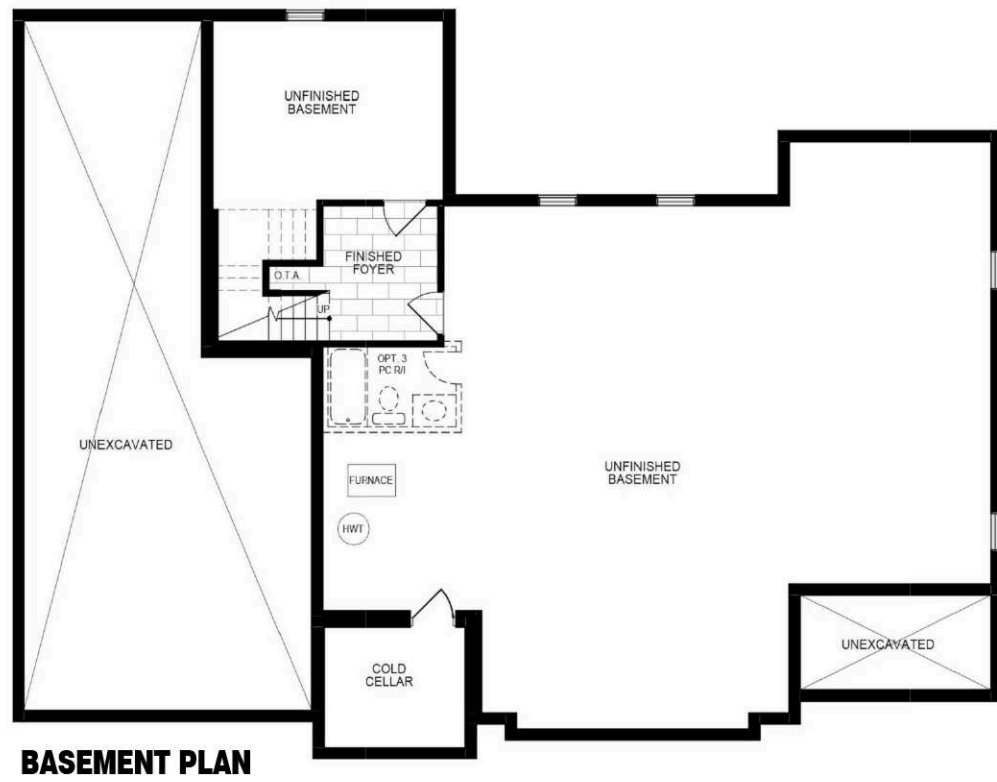 UNFINISHED
BASEMENT
FINISHED
FOYER
O.T.A.
UP
OPT. 3
PC R/I
UNEXCAVATED
UNFINISHED
BASEMENT
FURNACE
HWT
UNEXCAVATED
COLD
CELLAR
BASEMENT PLAN